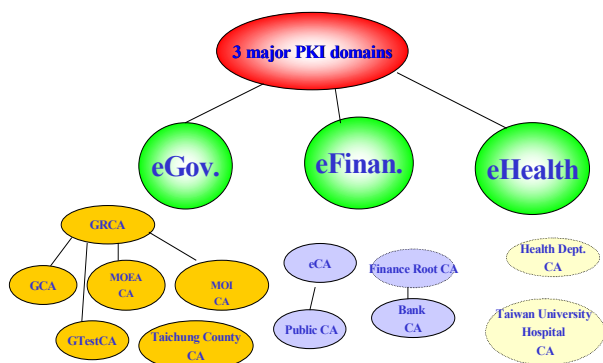 3 major PKI domains
eGov.
eFinan.
eHealth
GRCA
GCA
MOEA
CA
MOI
CA
GTestCA
Taichung County
CA
eCA
Public CA
Finance Root CA
Bank
CA
Health Dept.
CA
Taiwan University
Hospital
CA